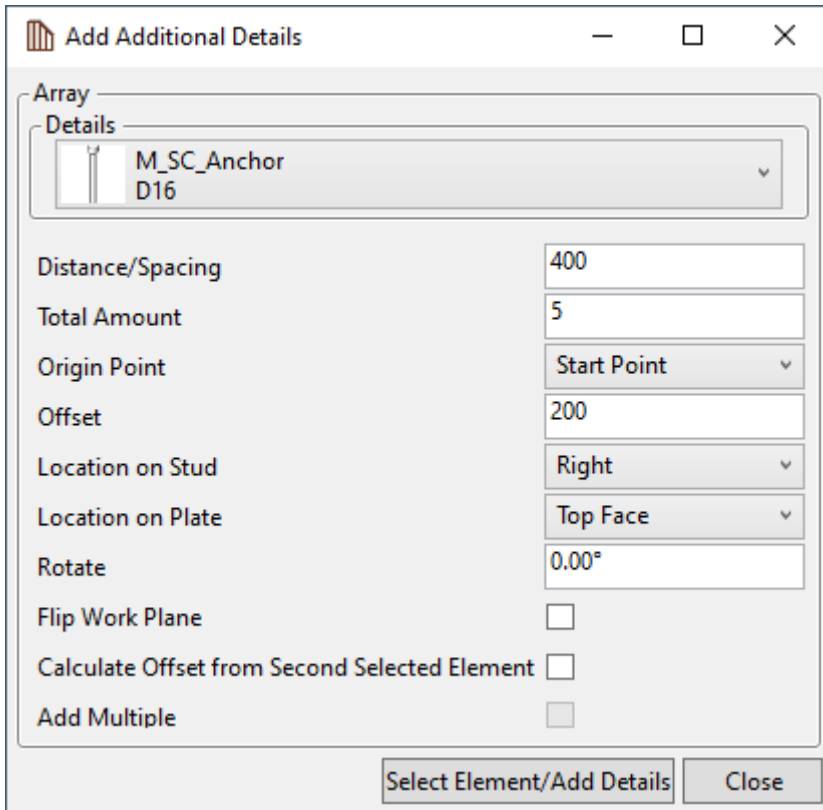 Add Additional Details
Array
Details
M_SC_Anchor
D16
Distance/Spacing 400
Total Amount 5
Origin Point Start Point
Offset 200
Location on Stud Right
Location on Plate Top Face
Rotate 0.00°
Flip Work Plane
Calculate Offset from Second Selected Element
Add Multiple
Select Element/Add Details Close